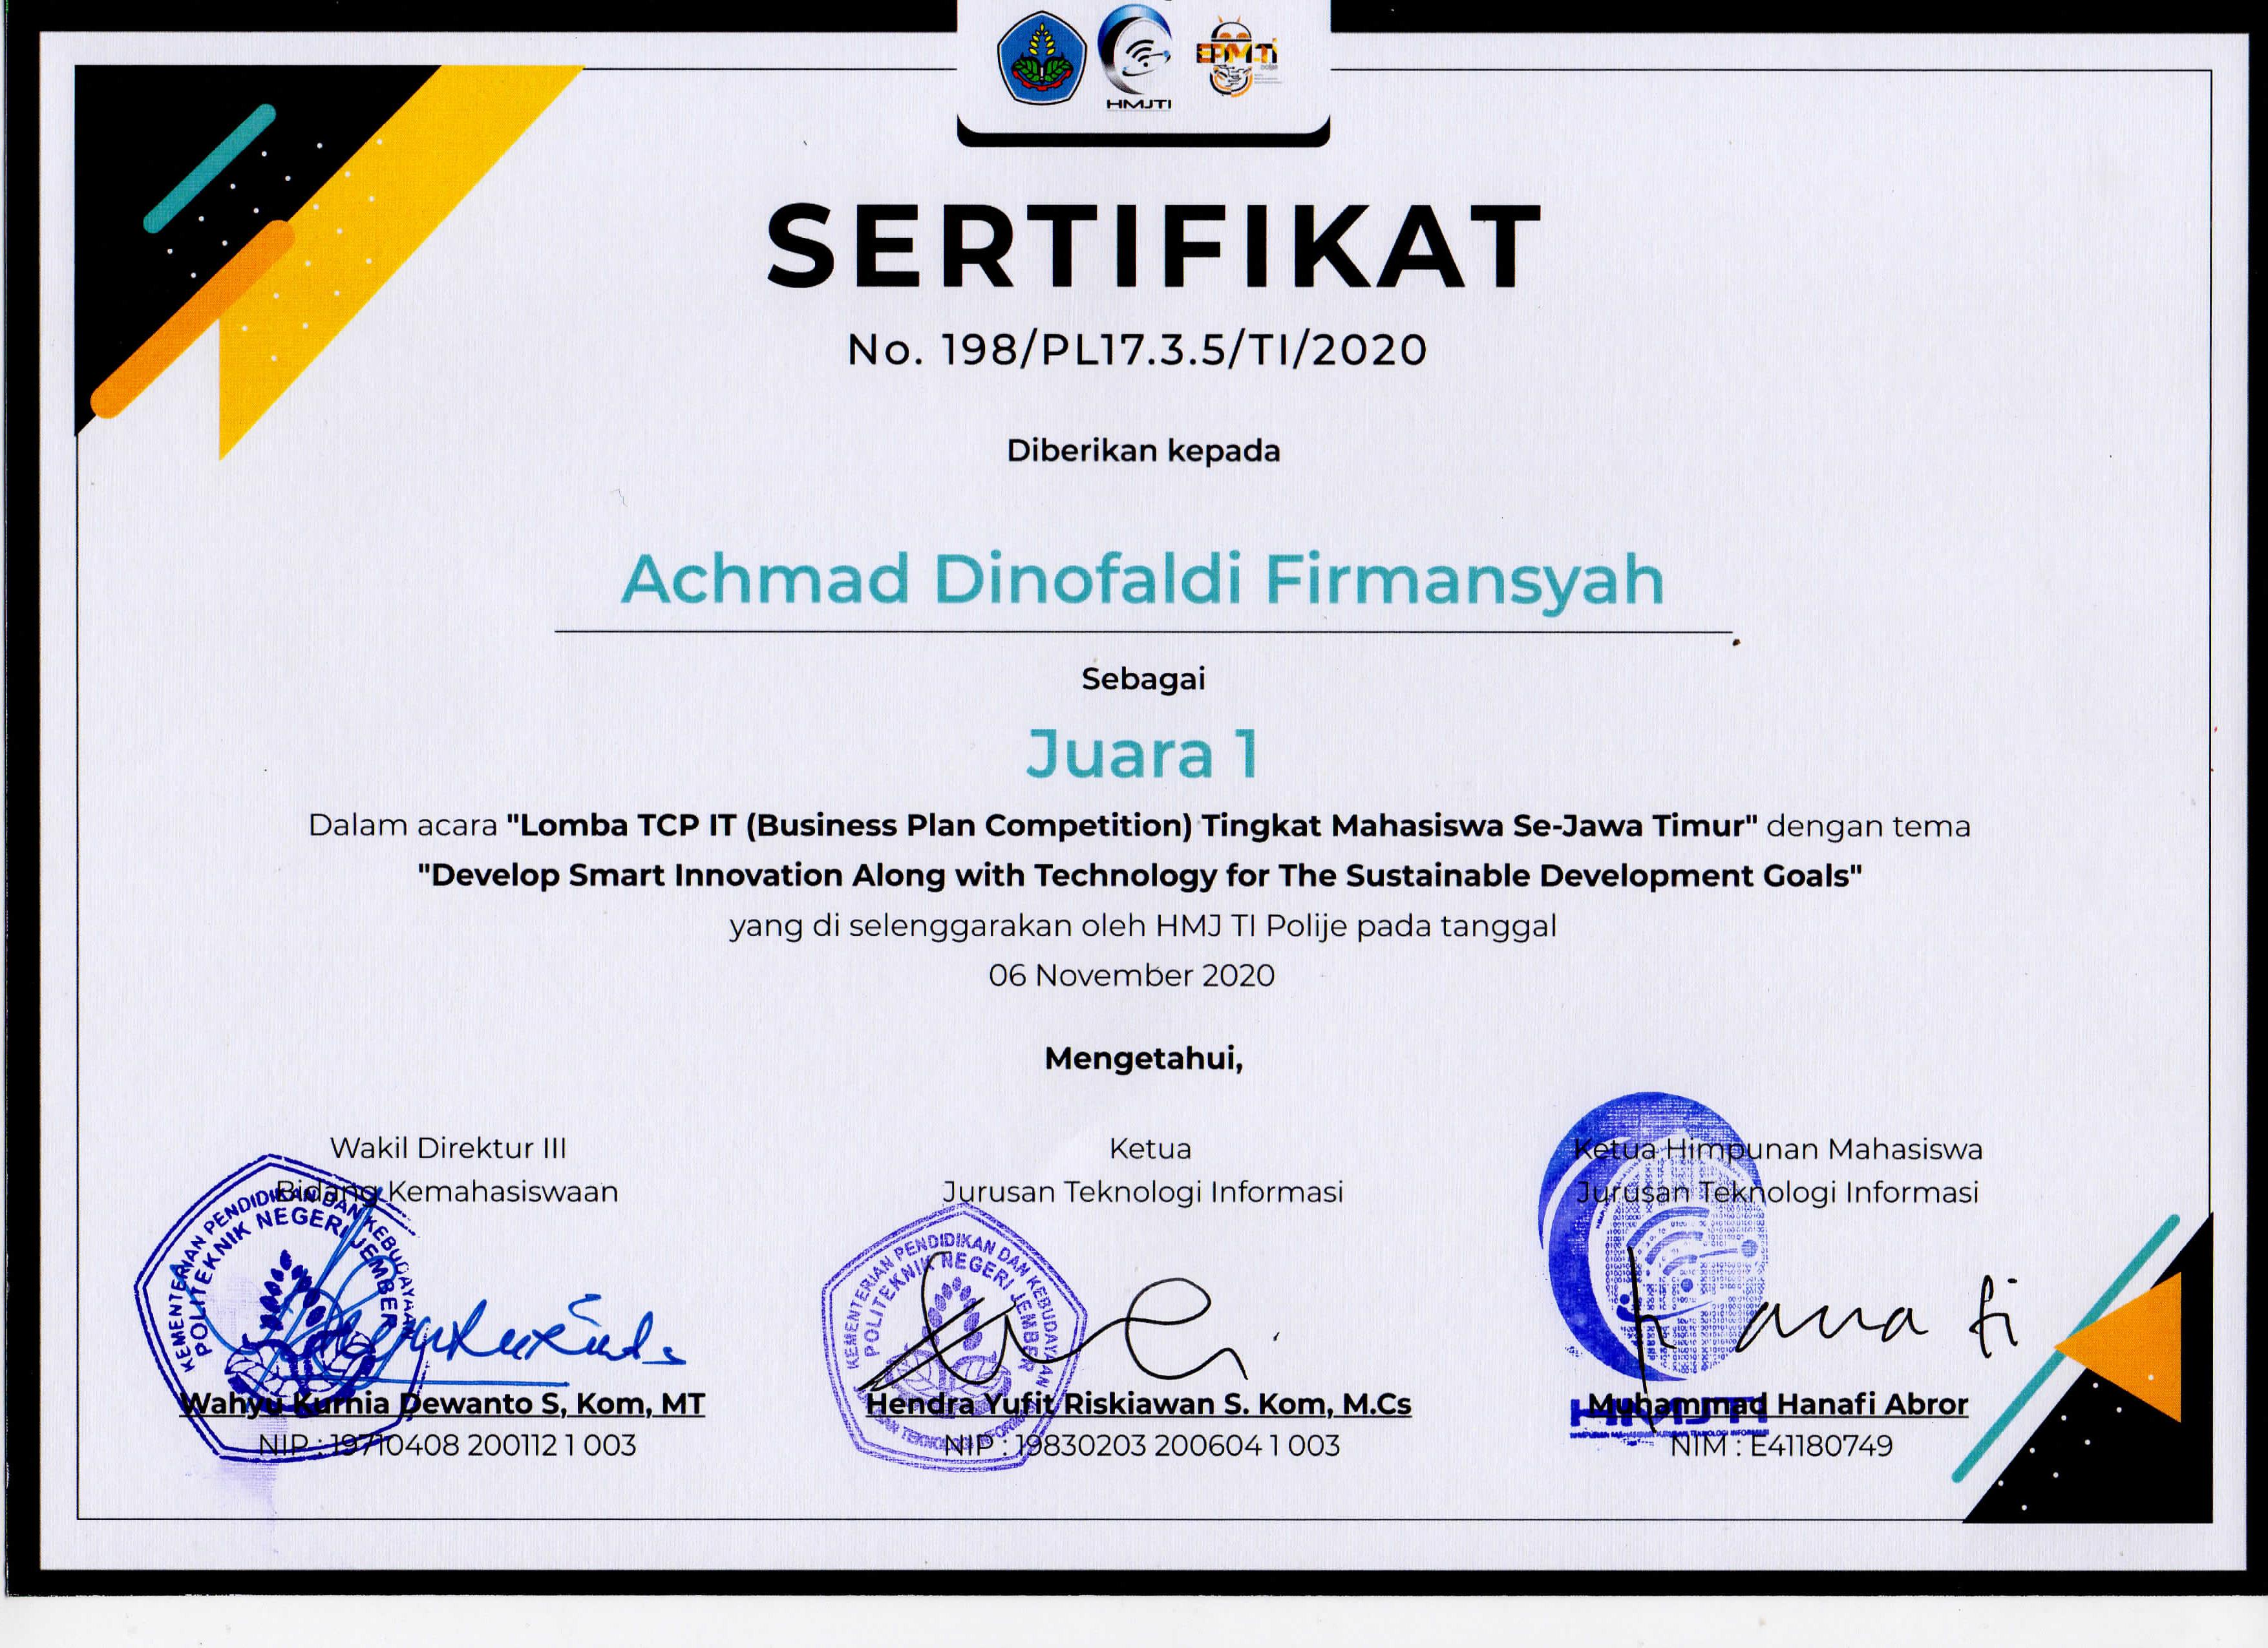 HMJTI
SERTIFIKAT
No. 198/PL17.3.5/TI/2020
Diberikan kepada
Achmad Dinofaldi Firmansyah
Sebagai
Juara 1
Dalam acara "Lomba TCP IT (Business Plan Competition) Tingkat Mahasiswa Se-Jawa Timur" dengan tema
"Develop Smart Innovation Along with Technology for The Sustainable Development Goals"
yang di selenggarakan oleh HMJ TI Polije pada tanggal
06 November 2020
Mengetahui,
Wakil Direktur III
Bidang Kemahasiswaan
KEMENTERIAN PENDIDIKAN DAN KEBUDAYAAN
POLITEKNIK NEGERI JEMBER
Wahyu Kurnia Dewanto S, Kom, MT
NIP : 19710408 200112 1 003
Ketua
Jurusan Teknologi Informasi
KEMENTERIAN PENDIDIKAN DAN KEBUDAYAAN
POLITEKNIK NEGERI JEMBER
Hendra Yufit Riskiawan S. Kom, M.Cs
NIP : 19830203 200604 1 003
Ketua Himpunan Mahasiswa
Jurusan Teknologi Informasi
HMJTI
Muhammad Hanafi Abror
NIM : E41180749